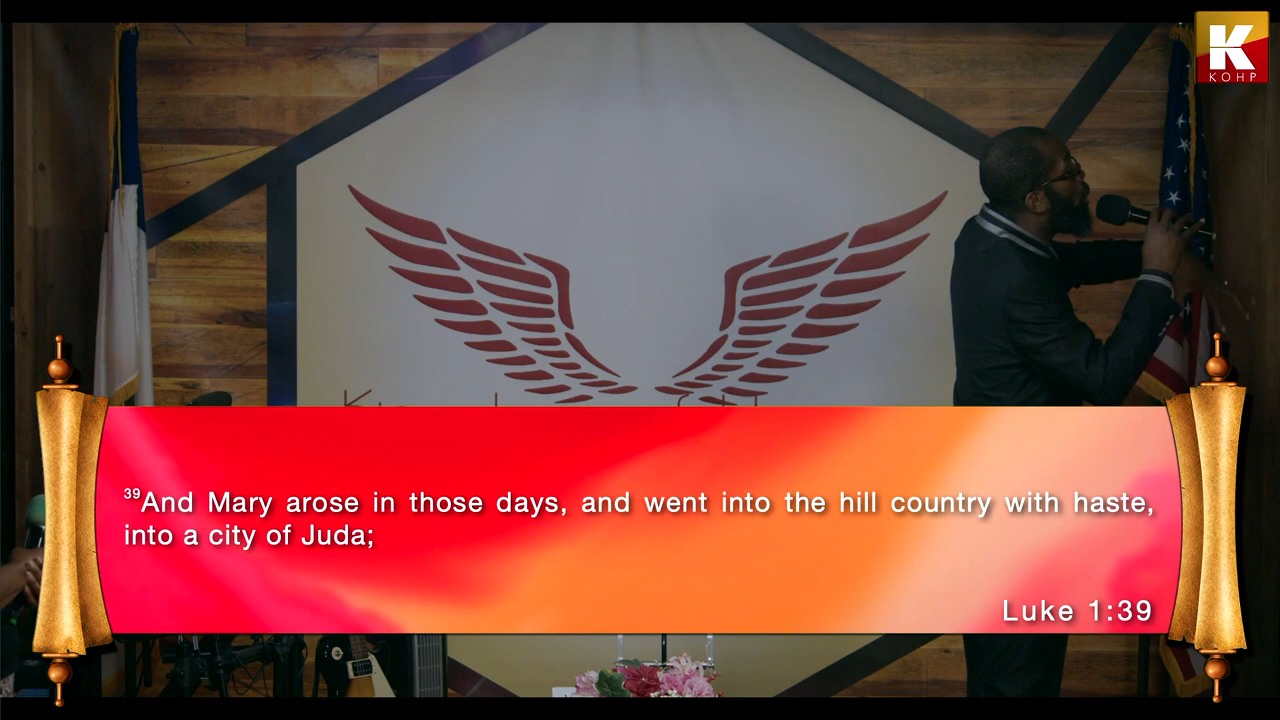 K
KOHP
39And Mary arose in those days, and went into the hill country with haste,
into a city of Juda;
Luke 1:39